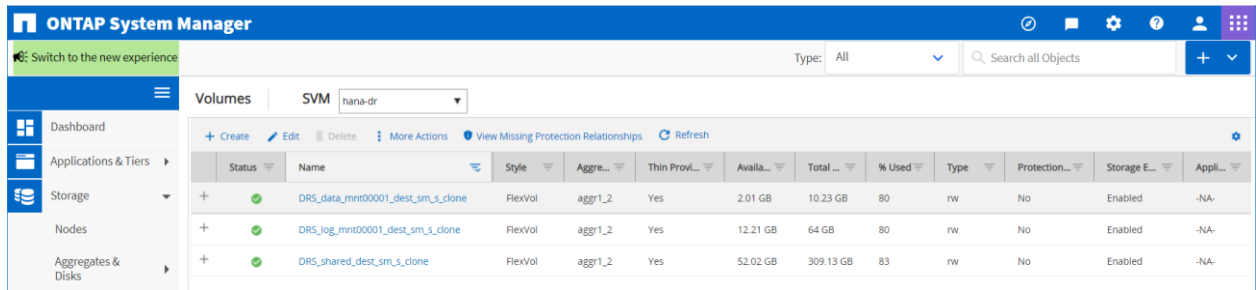 ONTAP System Manager
Switch to the new experience
Type: All
Search all Objects
Volumes SVM hana-dr
Dashboard
+ Create Edit Delete More Actions View Missing Protection Relationships Refresh
Applications & Tiers
Status Name Style Aggre... Thin Provi... Availa... Total ... % Used Type Protection... Storage E... Appli...
Storage
DRS_data_mnt00001_dest_sm_s_clone FlexVol aggr1_2 Yes 2.01 GB 10.23 GB 80 rw No Enabled -NA-
Nodes
DRS_log_mnt00001_dest_sm_s_clone FlexVol aggr1_2 Yes 12.21 GB 64 GB 80 rw No Enabled -NA-
Aggregates &
Disks
DRS_shared_dest_sm_s_clone FlexVol aggr1_2 Yes 52.02 GB 309.13 GB 83 rw No Enabled -NA-